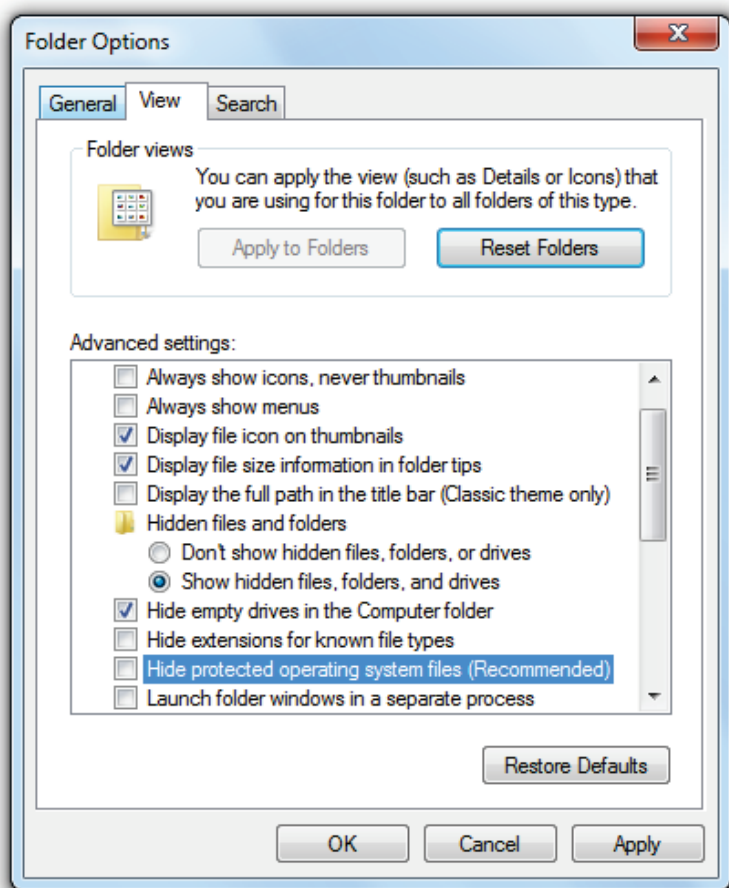 Folder Options
General View Search
Folder views
You can apply the view (such as Details or Icons) that
you are using for this folder to all folders of this type.
Apply to Folders Reset Folders
Advanced settings:
Always show icons, never thumbnails
Always show menus
Display file icon on thumbnails
Display file size information in folder tips
Display the full path in the title bar (Classic theme only)
Hidden files and folders
Don't show hidden files, folders, or drives
Show hidden files, folders, and drives
Hide empty drives in the Computer folder
Hide extensions for known file types
Hide protected operating system files (Recommended)
Launch folder windows in a separate process
Restore Defaults
OK Cancel Apply